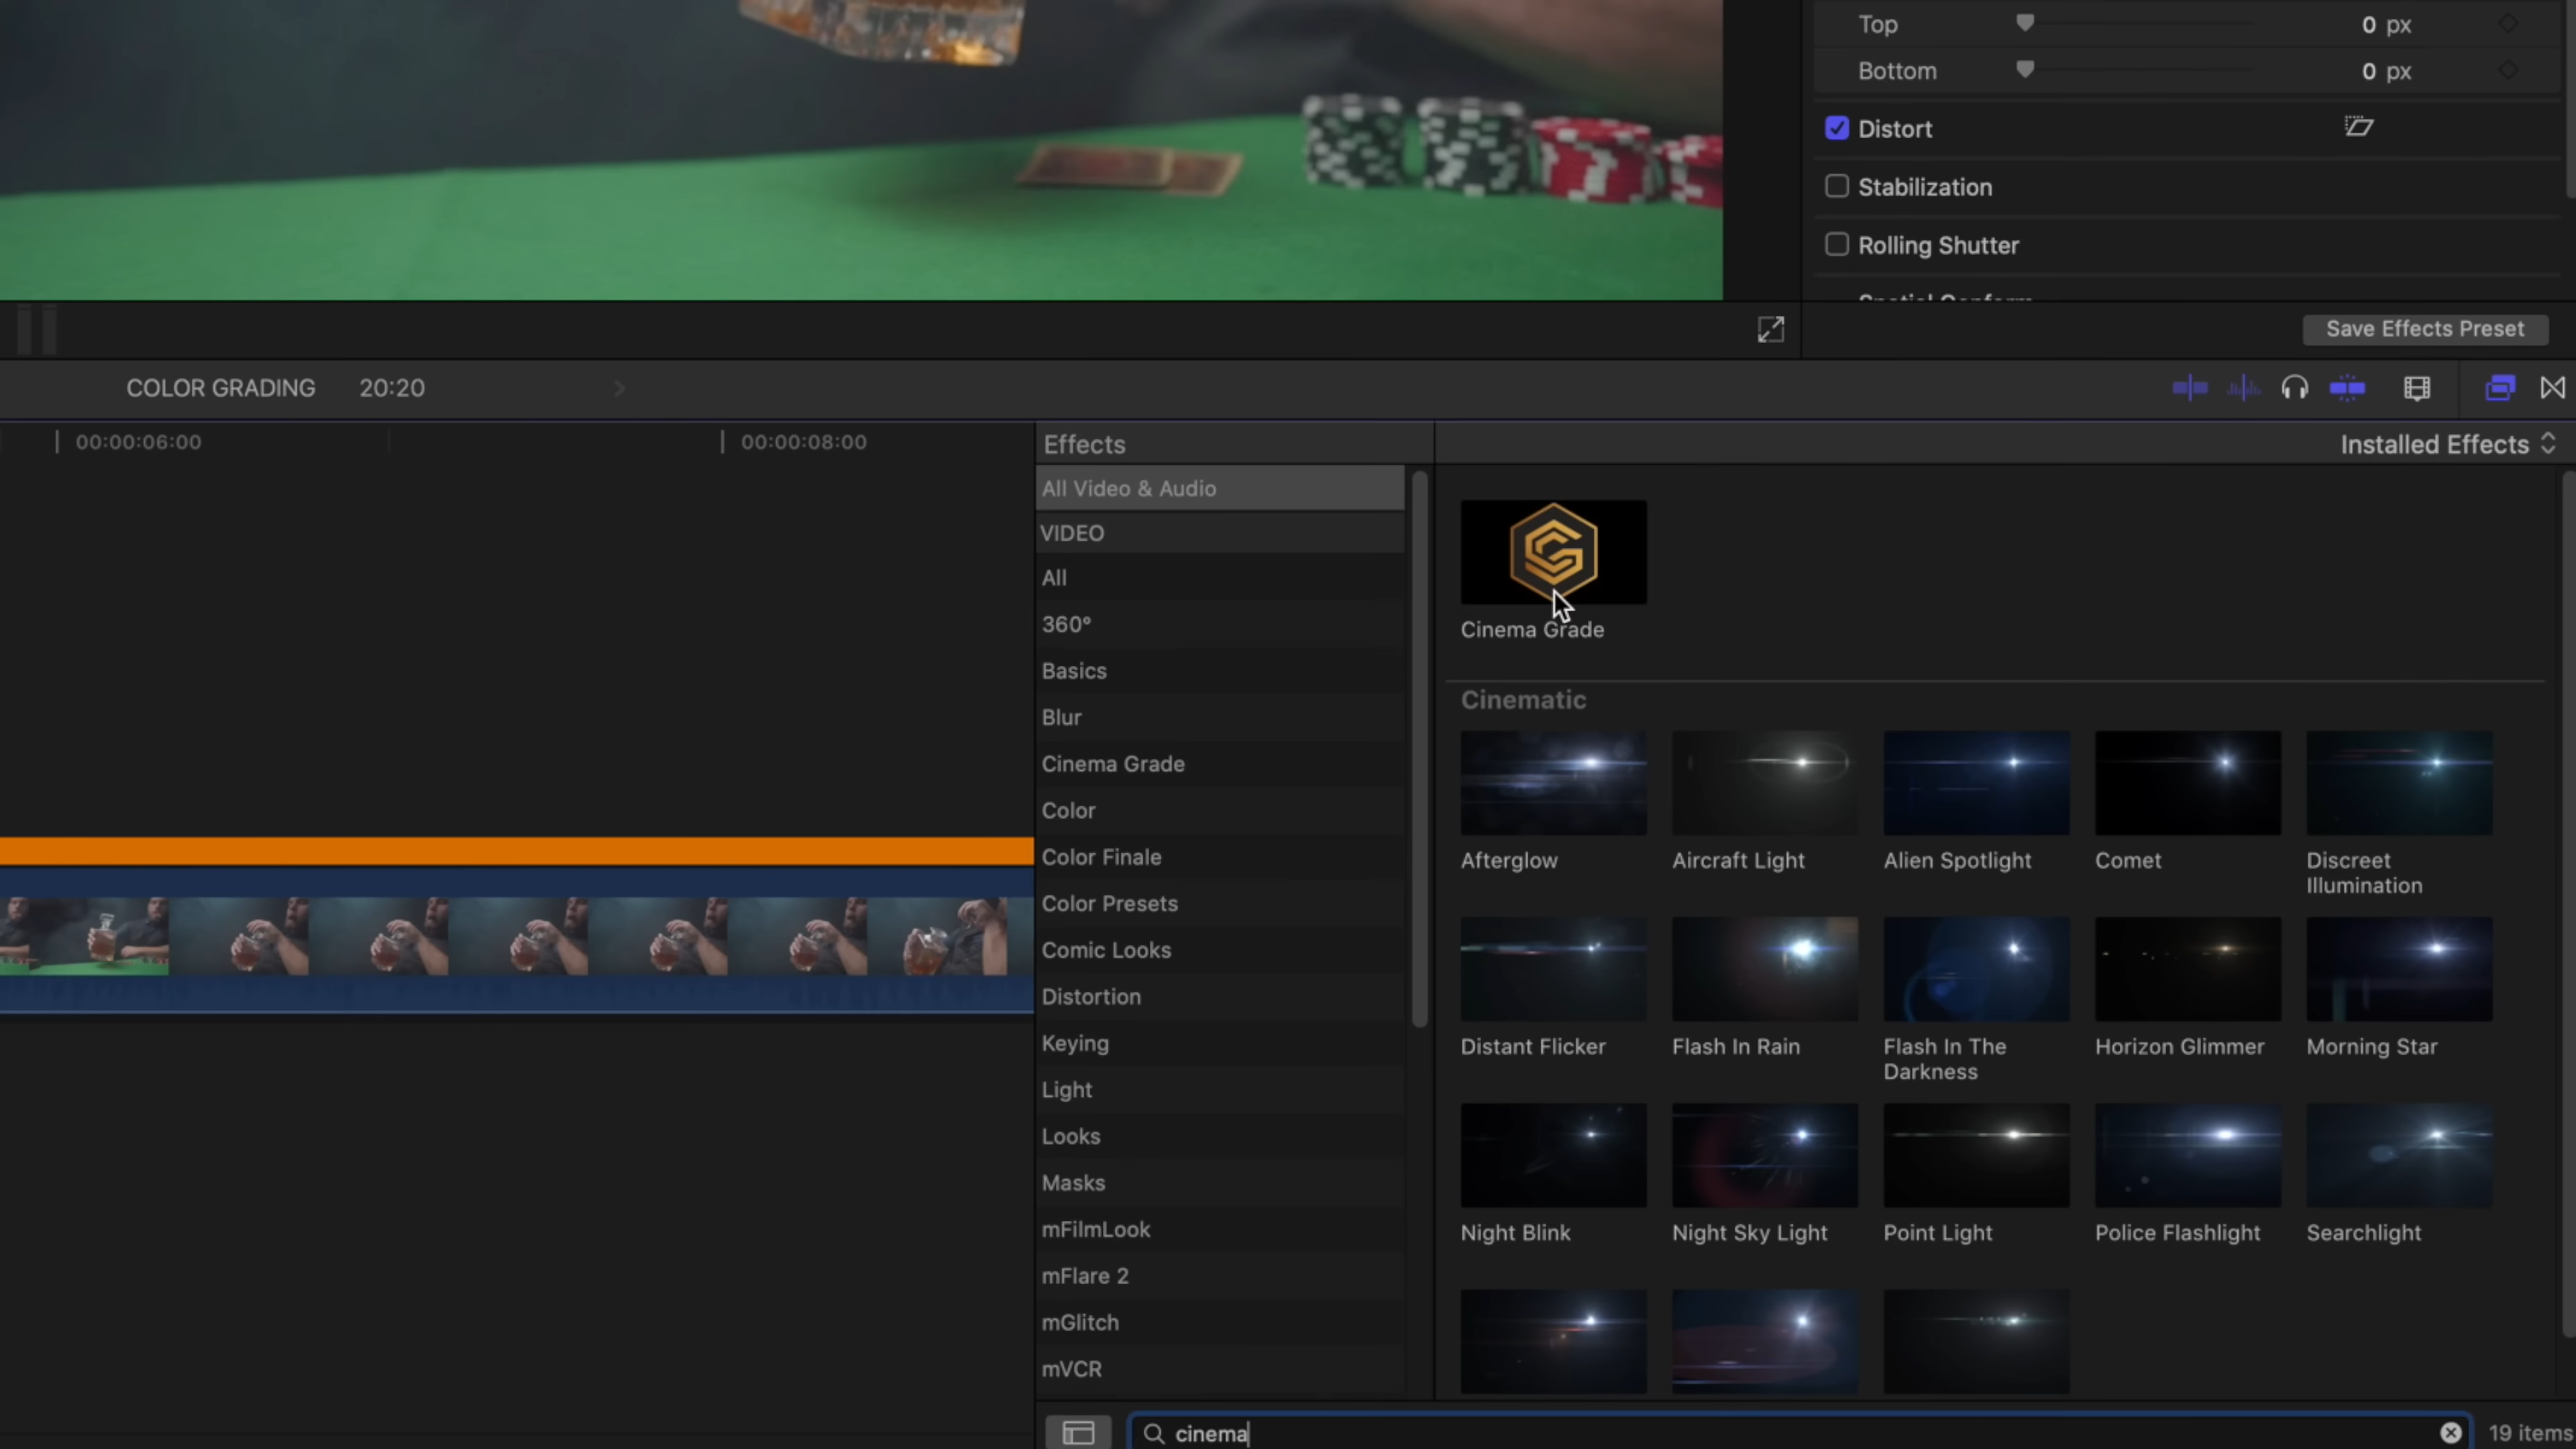 Top 0 px
Bottom 0 px
Distort
Stabilization
Rolling Shutter
Spatial Conform
Save Effects Preset
COLOR GRADING 20:20
00:00:06:00 00:00:08:00
Effects
Installed Effects
All Video & Audio
VIDEO
All
360°
Basics
Blur
Cinema Grade
Color
Color Finale
Color Presets
Comic Looks
Distortion
Keying
Light
Looks
Masks
mFilmLook
mFlare 2
mGlitch
mVCR
Cinema Grade
Cinematic
Afterglow
Aircraft Light
Alien Spotlight
Comet
Discreet
Illumination
Distant Flicker
Flash In Rain
Flash In The
Darkness
Horizon Glimmer
Morning Star
Night Blink
Night Sky Light
Point Light
Police Flashlight
Searchlight
cinema
19 items